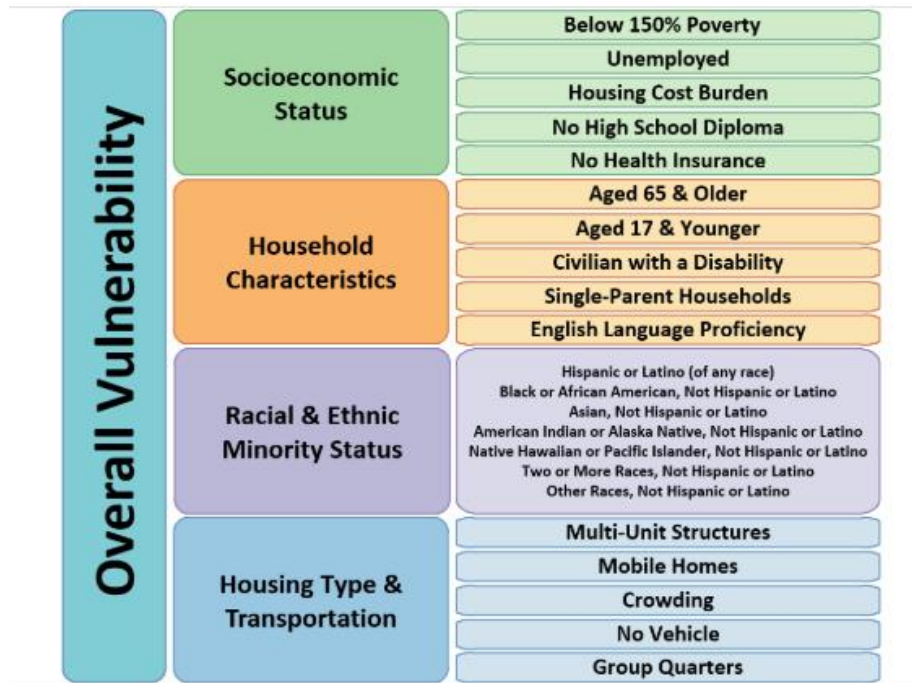 Overall Vulnerability
Socioeconomic
Status
Below 150% Poverty
Unemployed
Housing Cost Burden
No High School Diploma
No Health Insurance
Household
Characteristics
Aged 65 & Older
Aged 17 & Younger
Civilian with a Disability
Single-Parent Households
English Language Proficiency
Racial & Ethnic
Minority Status
Hispanic or Latino (of any race)
Black or African American, Not Hispanic or Latino
Asian, Not Hispanic or Latino
American Indian or Alaska Native, Not Hispanic or Latino
Native Hawaiian or Pacific Islander, Not Hispanic or Latino
Two or More Races, Not Hispanic or Latino
Other Races, Not Hispanic or Latino
Housing Type &
Transportation
Multi-Unit Structures
Mobile Homes
Crowding
No Vehicle
Group Quarters